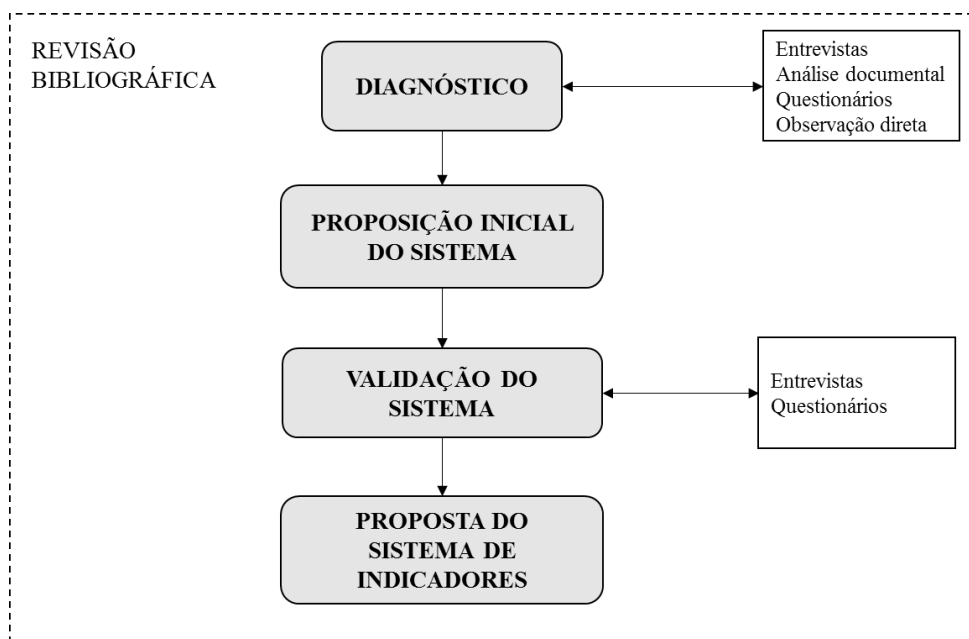 REVISÃO
BIBLIOGRÁFICA
DIAGNÓSTICO
Entrevistas
Análise documental
Questionários
Observação direta
PROPOSIÇÃO INICIAL
DO SISTEMA
VALIDAÇÃO DO
SISTEMA
Entrevistas
Questionários
PROPOSTA DO
SISTEMA DE
INDICADORES